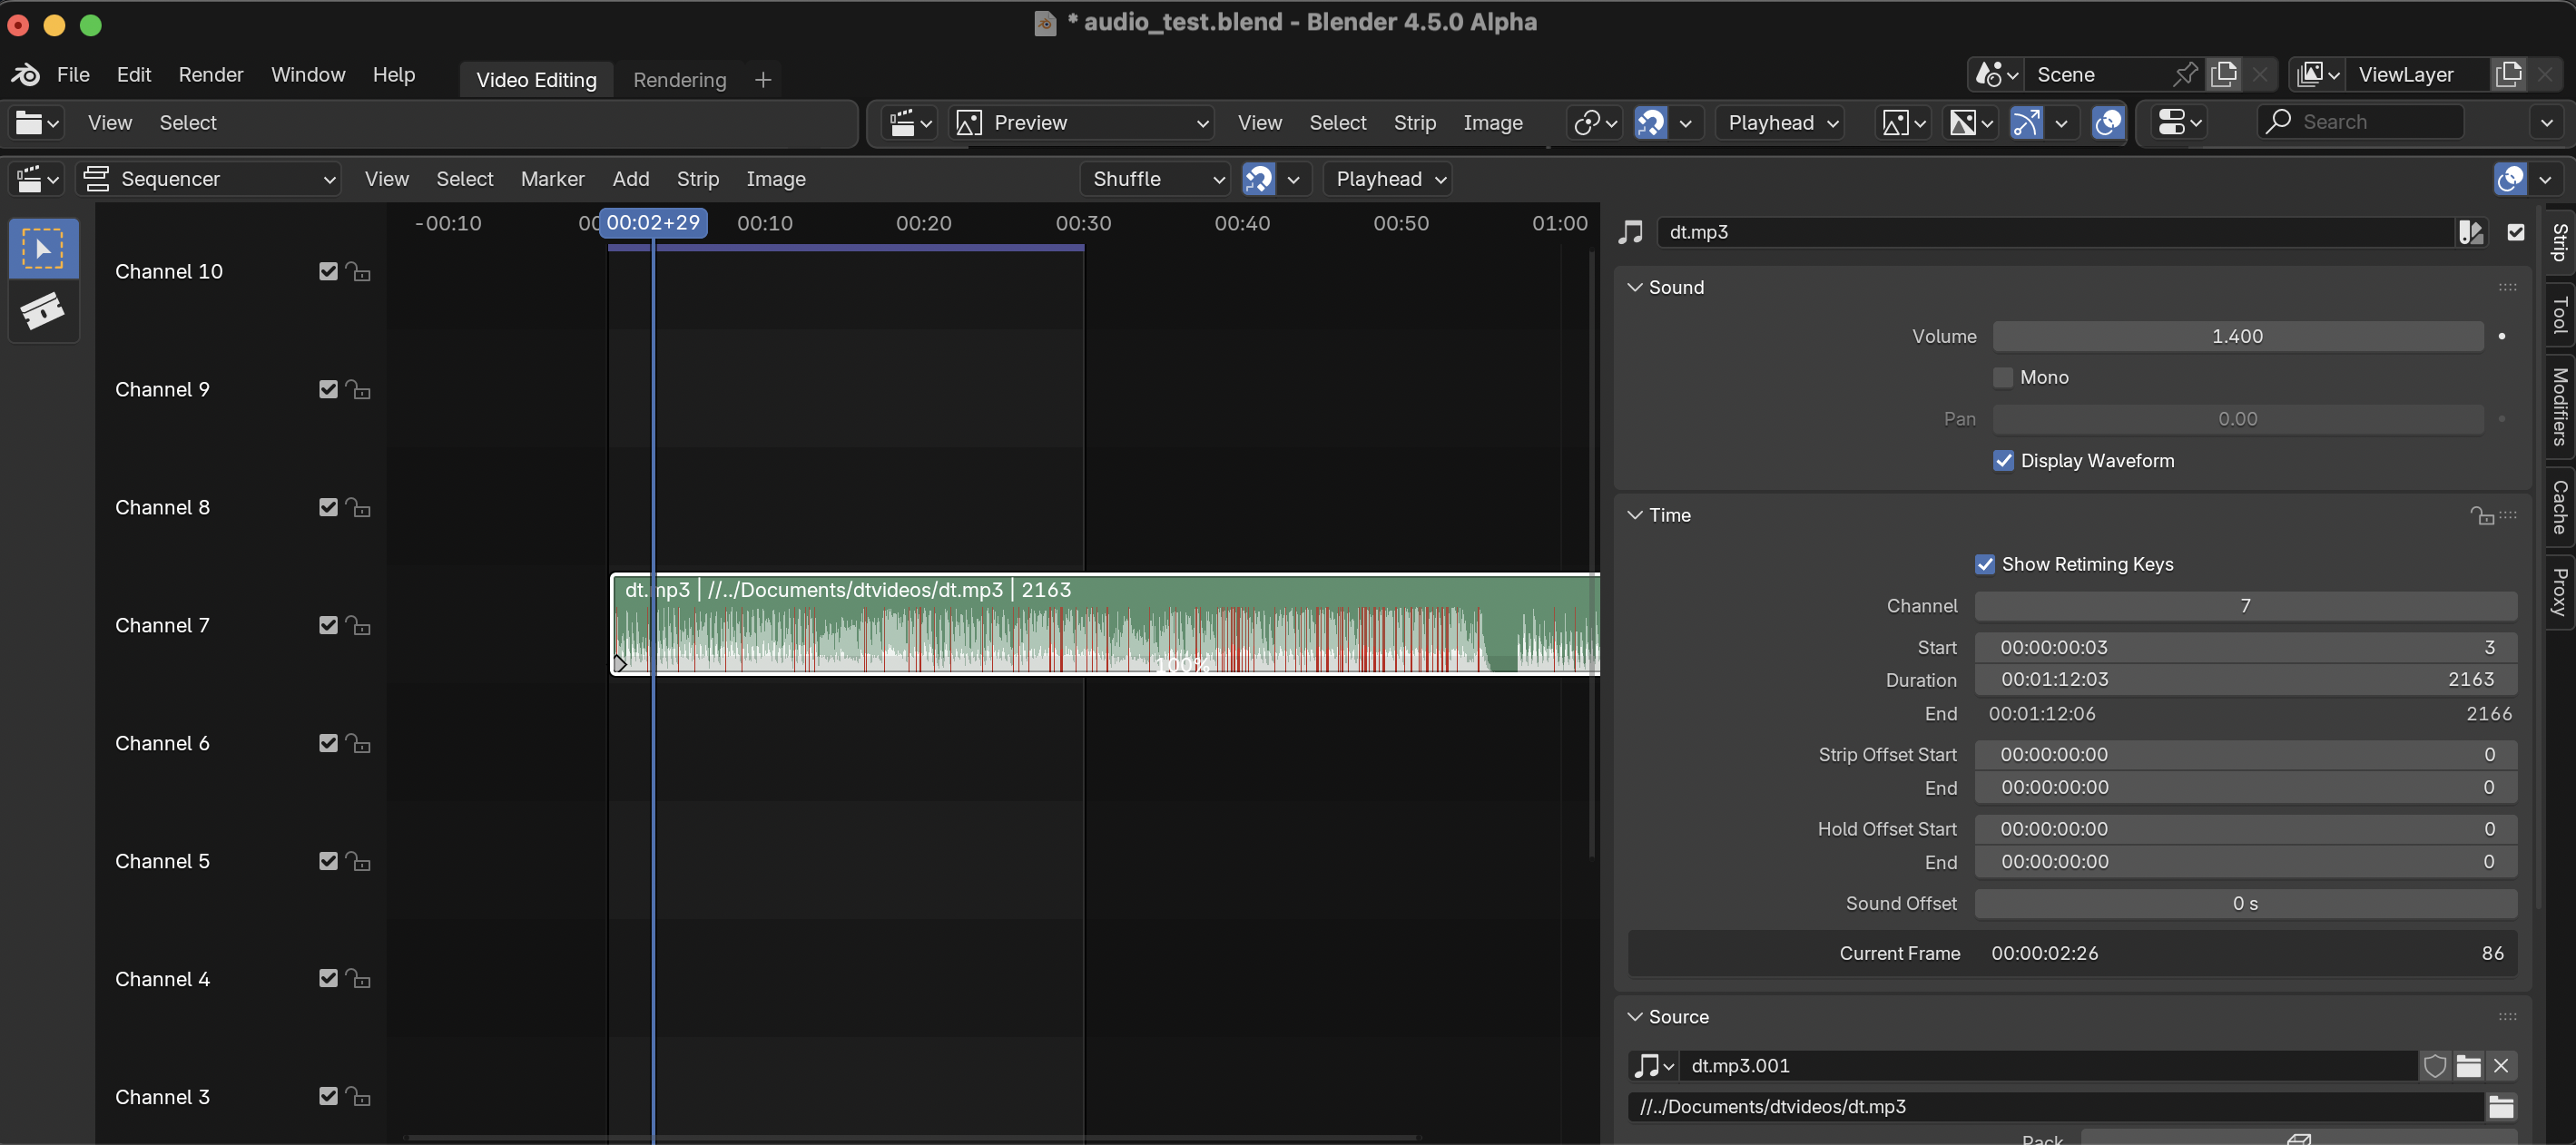 * audio_test.blend - Blender 4.5.0 Alpha
File Edit Render Window Help Video Editing Rendering + Scene ViewLayer
View Select Preview View Select Strip Image Playhead Search
Sequencer View Select Marker Add Strip Image Shuffle Playhead
-00:10 00:02+29 00:10 00:20 00:30 00:40 00:50 01:00
Channel 10
Channel 9
Channel 8
Channel 7
dt.mp3 | //../Documents/dtvideos/dt.mp3 | 2163
100%
Channel 6
Channel 5
Channel 4
Channel 3
dt.mp3
Sound
Volume 1.400
Mono
Pan 0.00
Display Waveform
Time
Show Retiming Keys
Channel 7
Start 00:00:00:03 3
Duration 00:01:12:03 2163
End 00:01:12:06 2166
Strip Offset Start 00:00:00:00 0
End 00:00:00:00 0
Hold Offset Start 00:00:00:00 0
End 00:00:00:00 0
Sound Offset 0 s
Current Frame 00:00:02:26 86
Source
dt.mp3.001
//../Documents/dtvideos/dt.mp3
Pack
Strip
Tool
Modifiers
Cache
Proxy